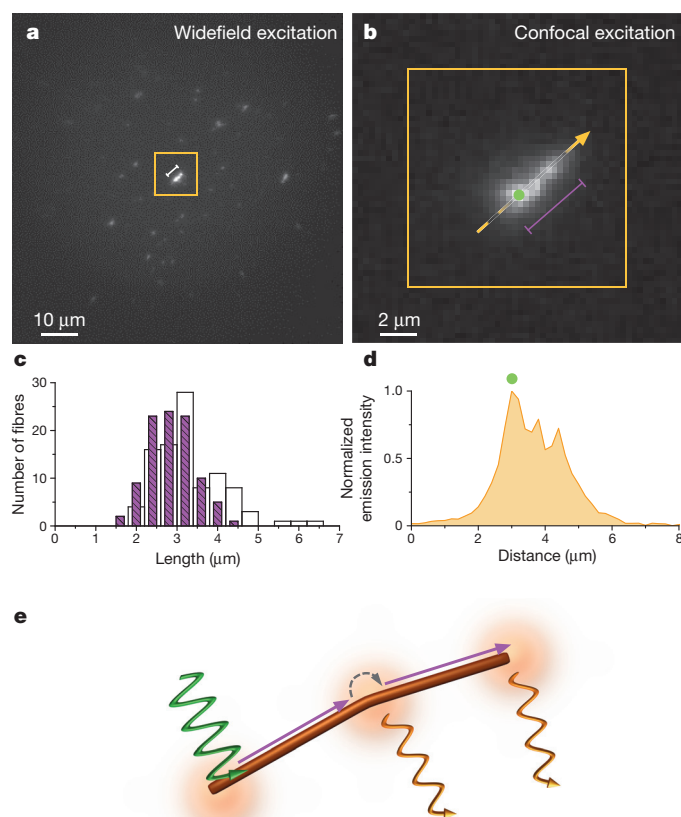 a Widefield excitation
10 μm
b Confocal excitation
2 μm
c
Number of fibres
30
20
10
0
0 1 2 3 4 5 6 7
Length (μm)
d
Normalized
emission intensity
1.0
0.5
0
0 2 4 6 8
Distance (μm)
e